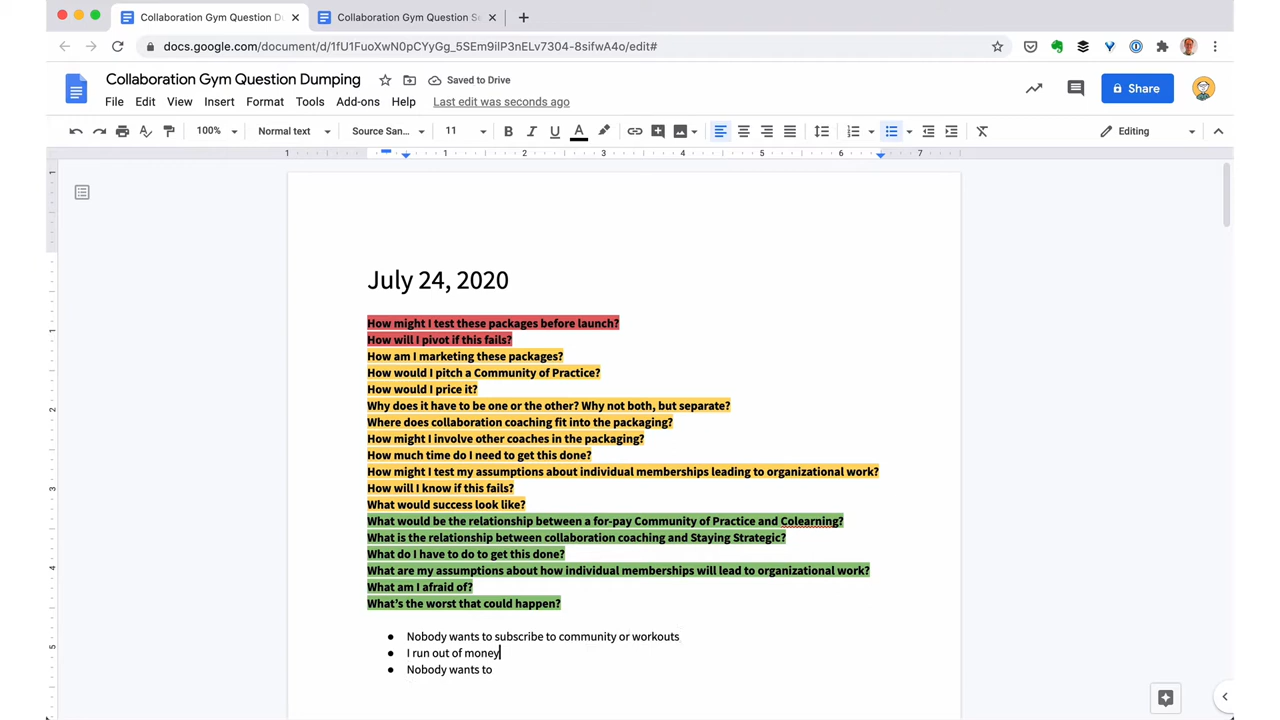 Collaboration Gym Question D
Collaboration Gym Question S
docs.google.com/document/d/1fU1FuoXwN0pCYyGg_5SEm9iIP3nELv7304-8sifwA4o/edit#
Collaboration Gym Question Dumping
Saved to Drive
Share
File Edit View Insert Format Tools Add-ons Help Last edit was seconds ago
100% Normal text Source San... 11 B I U A Editing
1 1 2 3 4 5 6 7
July 24, 2020
How might I test these packages before launch?
How will I pivot if this fails?
How am I marketing these packages?
How would I pitch a Community of Practice?
How would I price it?
Why does it have to be one or the other? Why not both, but separate?
Where does collaboration coaching fit into the packaging?
How might I involve other coaches in the packaging?
How much time do I need to get this done?
How might I test my assumptions about individual memberships leading to organizational work?
How will I know if this fails?
What would success look like?
What would be the relationship between a for-pay Community of Practice and Colearning?
What is the relationship between collaboration coaching and Staying Strategic?
What do I have to do to get this done?
What are my assumptions about how individual memberships will lead to organizational work?
What am I afraid of?
What's the worst that could happen?
● Nobody wants to subscribe to community or workouts
● I run out of money
● Nobody wants to